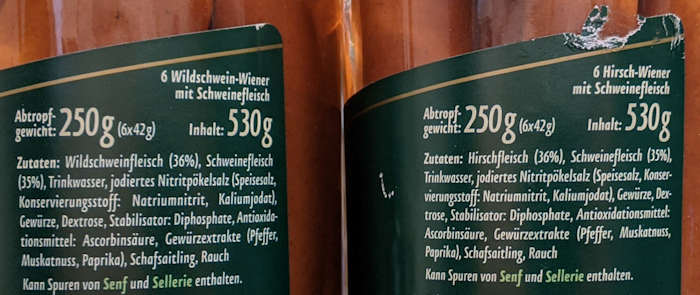 6 Wildschwein-Wiener
mit Schweinefleisch
Abtropf-
gewicht: 250g (6x42g) Inhalt: 530g
Zutaten: Wildschweinfleisch (36%), Schweinefleisch
(35%), Trinkwasser, jodiertes Nitritpökelsalz (Speisesalz,
Konservierungsstoff: Natriumnitrit, Kaliumjodat),
Gewürze, Dextrose, Stabilisator: Diphosphate, Antioxida-
tionsmittel: Ascorbinsäure, Gewürzextrakte (Pfeffer,
Muskatnuss, Paprika), Schafsaitling, Rauch
Kann Spuren von Senf und Sellerie enthalten.
6 Hirsch-Wiener
mit Schweinefleisch
Abtropf-
gewicht: 250g (6x42g) Inhalt: 530g
Zutaten: Hirschfleisch (36%), Schweinefleisch (35%),
Trinkwasser, jodiertes Nitritpökelsalz (Speisesalz, Konser-
vierungsstoff: Natriumnitrit, Kaliumjodat), Gewürze, Dex-
trose, Stabilisator: Diphosphate, Antioxidationsmittel:
Ascorbinsäure, Gewürzextrakte (Pfeffer, Muskatnuss,
Paprika), Schafsaitling, Rauch
Kann Spuren von Senf und Sellerie enthalten.